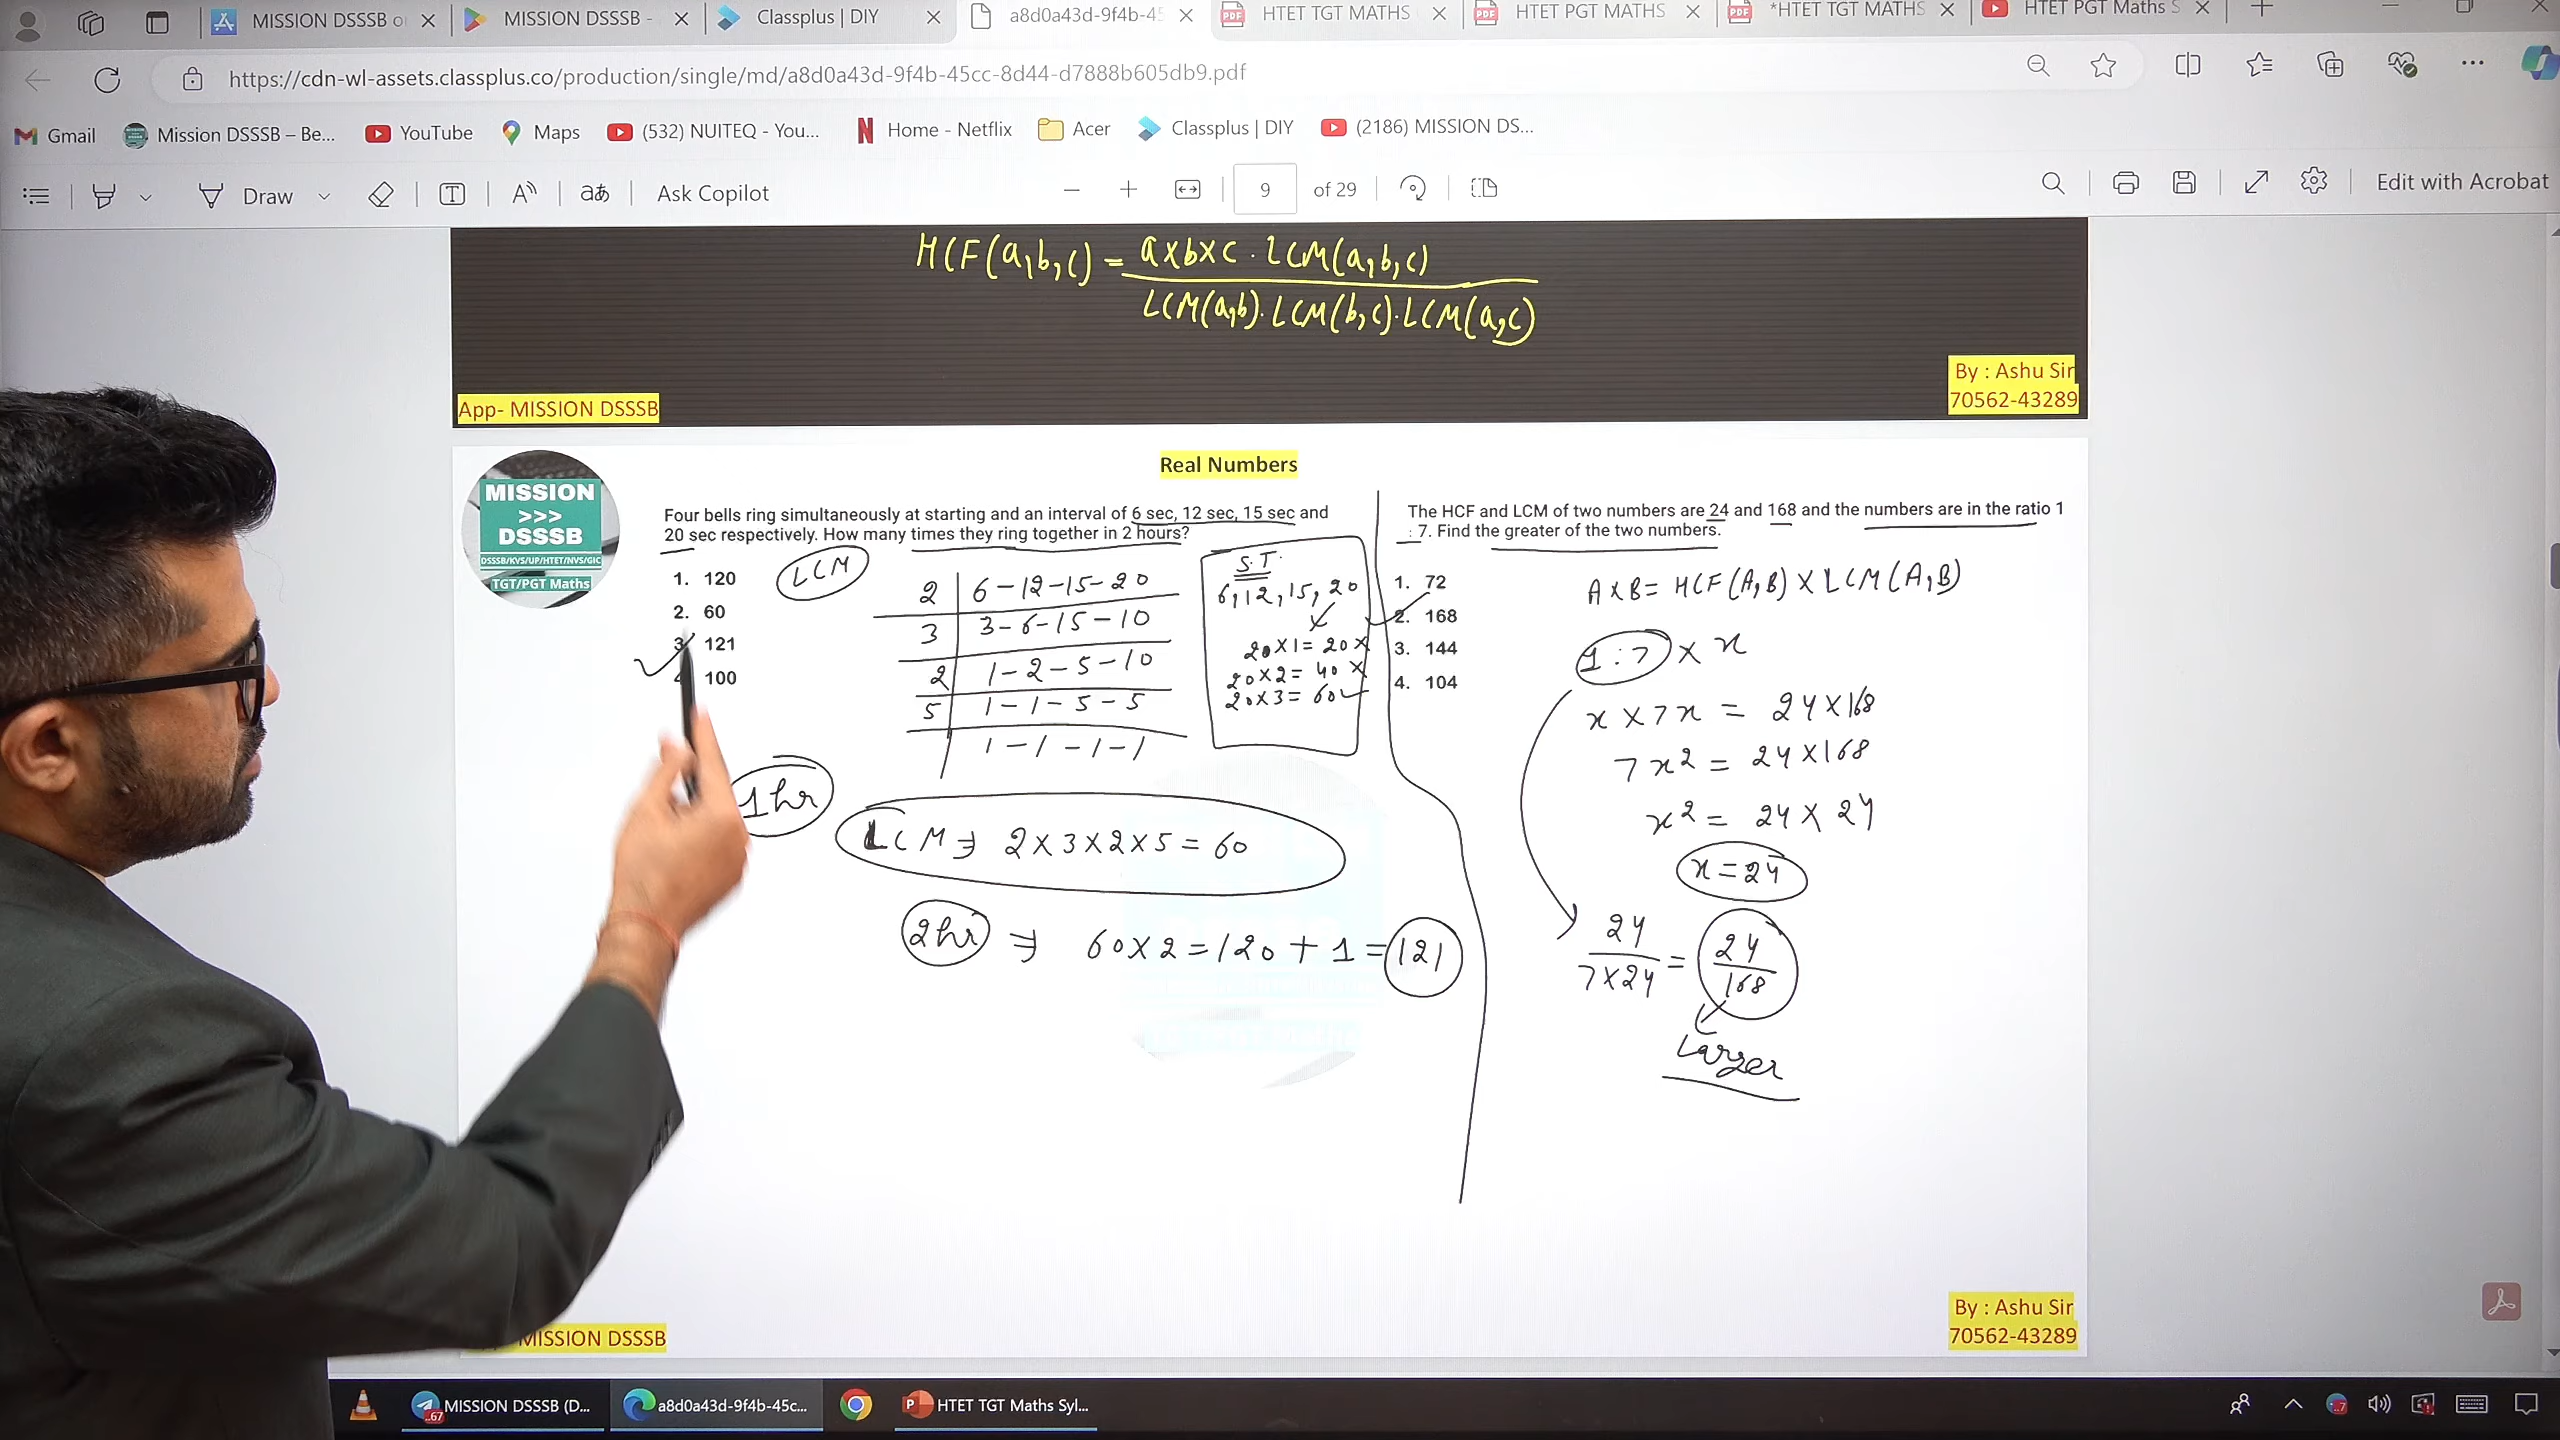 MISSION DSSSB o
MISSION DSSSB -
Classplus | DIY
a8d0a43d-9f4b-45
HTET TGT MATHS
HTET PGT MATHS
*HTET TGT MATHS
HTET PGT Maths S
https://cdn-wl-assets.classplus.co/production/single/md/a8d0a43d-9f4b-45cc-8d44-d7888b605db9.pdf
Gmail
Mission DSSSB – Be...
YouTube
Maps
(532) NUITEQ - You...
Home - Netflix
Acer
Classplus | DIY
(2186) MISSION DS...
Draw
Ask Copilot
9 of 29
Edit with Acrobat
HCF(a,b,c) = a×b×c · LCM(a,b,c)
LCM(a,b) · LCM(b,c) · LCM(a,c)
App- MISSION DSSSB
By : Ashu Sir
70562-43289
Real Numbers
MISSION
>>>
DSSSB
DSSSB/KVS/UP/HTET/NVS/GIC
TGT/PGT Maths
Four bells ring simultaneously at starting and an interval of 6 sec, 12 sec, 15 sec and
20 sec respectively. How many times they ring together in 2 hours?
1. 120
2. 60
3. 121
4. 100
LCM
2 | 6 - 12 - 15 - 20
3 | 3 - 6 - 15 - 10
2 | 1 - 2 - 5 - 10
5 | 1 - 1 - 5 - 5
1 - 1 - 1 - 1
S.T
6, 12, 15, 20
20×1 = 20 ×
20×2 = 40 ×
20×3 = 60 ✓
1hr
LCM ⇒ 2×3×2×5 = 60
2hr ⇒ 60×2 = 120 + 1 = 121
The HCF and LCM of two numbers are 24 and 168 and the numbers are in the ratio 1
: 7. Find the greater of the two numbers.
1. 72
2. 168
3. 144
4. 104
A×B = HCF(A,B) × LCM(A,B)
1 : 7 × x
x × 7x = 24×168
7x² = 24×168
x² = 24 × 24
x = 24
24
7×24
=
24
168
Larger
MISSION DSSSB
By : Ashu Sir
70562-43289
MISSION DSSSB (D...
a8d0a43d-9f4b-45c...
HTET TGT Maths Syl...